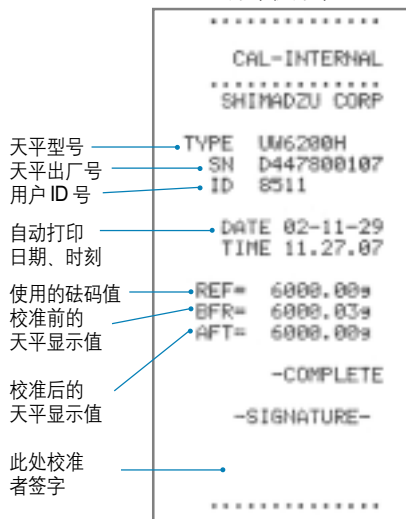 CAL-INTERNAL
SHIMADZU CORP
天平型号
TYPE UW6200H
天平出厂号
SN D447800107
用户 ID 号
ID 8511
自动打印
日期、时刻
DATE 02-11-29
TIME 11.27.07
使用的砝码值
REF= 6000.00g
校准前的
天平显示值
BFR= 6000.03g
校准后的
天平显示值
AFT= 6000.00g
-COMPLETE
-SIGNATURE-
此处校准
者签字